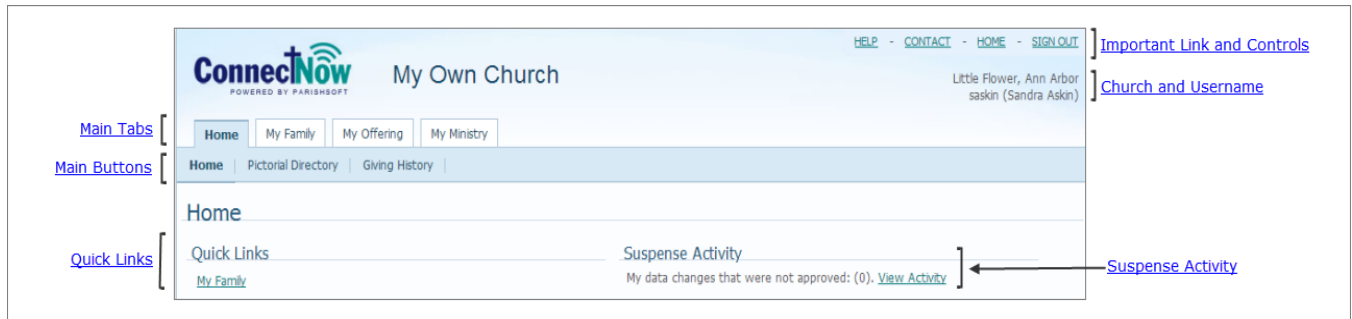 HELP - CONTACT - HOME - SIGN OUT
Important Link and Controls
ConnectNow
POWERED BY PARISHSOFT
My Own Church
Little Flower, Ann Arbor
saskin (Sandra Askin)
Church and Username
Main Tabs
Home My Family My Offering My Ministry
Main Buttons
Home | Pictorial Directory | Giving History |
Home
Quick Links
Quick Links
My Family
Suspense Activity
My data changes that were not approved: (0). View Activity
Suspense Activity